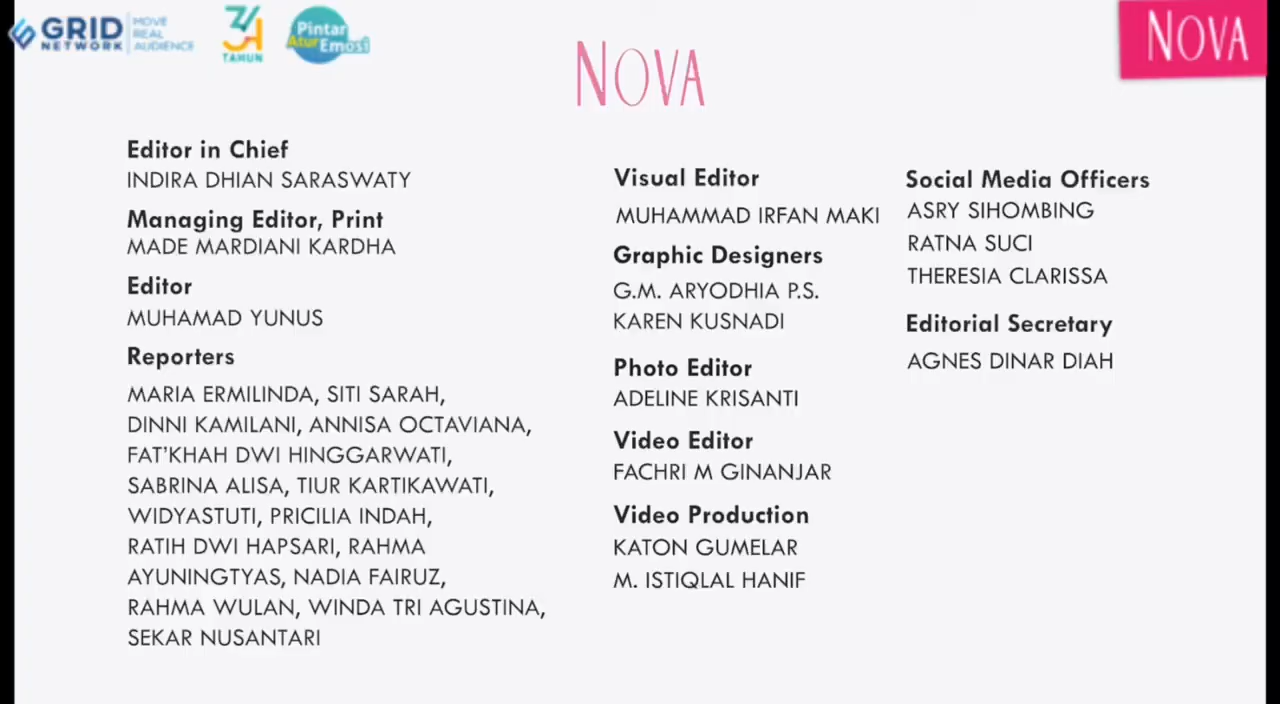 GRID
NETWORK
MOVE
REAL
AUDIENCE
34
TAHUN
Pintar
Atur Emosi
NOVA
NOVA
Editor in Chief
INDIRA DHIAN SARASWATY
Managing Editor, Print
MADE MARDIANI KARDHA
Editor
MUHAMAD YUNUS
Reporters
MARIA ERMILINDA, SITI SARAH,
DINNI KAMILANI, ANNISA OCTAVIANA,
FAT'KHAH DWI HINGGARWATI,
SABRINA ALISA, TIUR KARTIKAWATI,
WIDYASTUTI, PRICILIA INDAH,
RATIH DWI HAPSARI, RAHMA
AYUNINGTYAS, NADIA FAIRUZ,
RAHMA WULAN, WINDA TRI AGUSTINA,
SEKAR NUSANTARI
Visual Editor
MUHAMMAD IRFAN MAKI
Graphic Designers
G.M. ARYODHIA P.S.
KAREN KUSNADI
Photo Editor
ADELINE KRISANTI
Video Editor
FACHRI M GINANJAR
Video Production
KATON GUMELAR
M. ISTIQLAL HANIF
Social Media Officers
ASRY SIHOMBING
RATNA SUCI
THERESIA CLARISSA
Editorial Secretary
AGNES DINAR DIAH